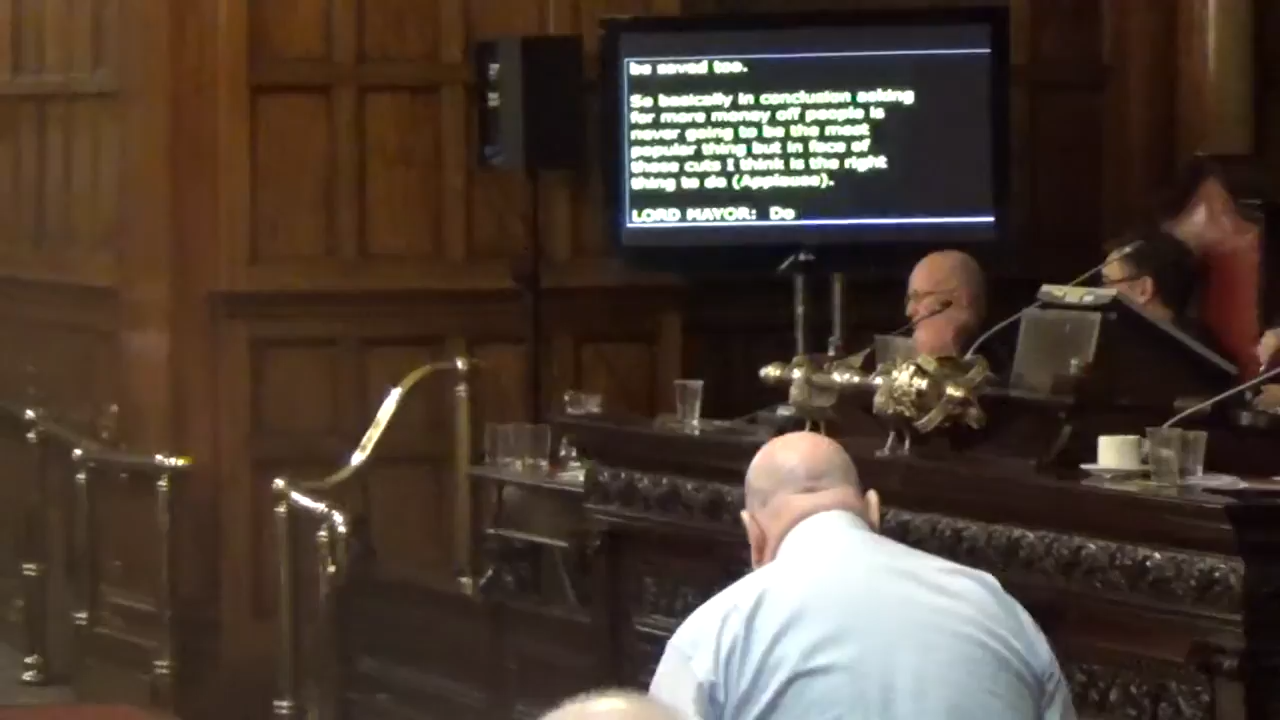 be saved too.
So basically in conclusion asking
for more money off people is
never going to be the most
popular thing but in face of
these cuts I think is the right
thing to do (Applause).
LORD MAYOR: Do